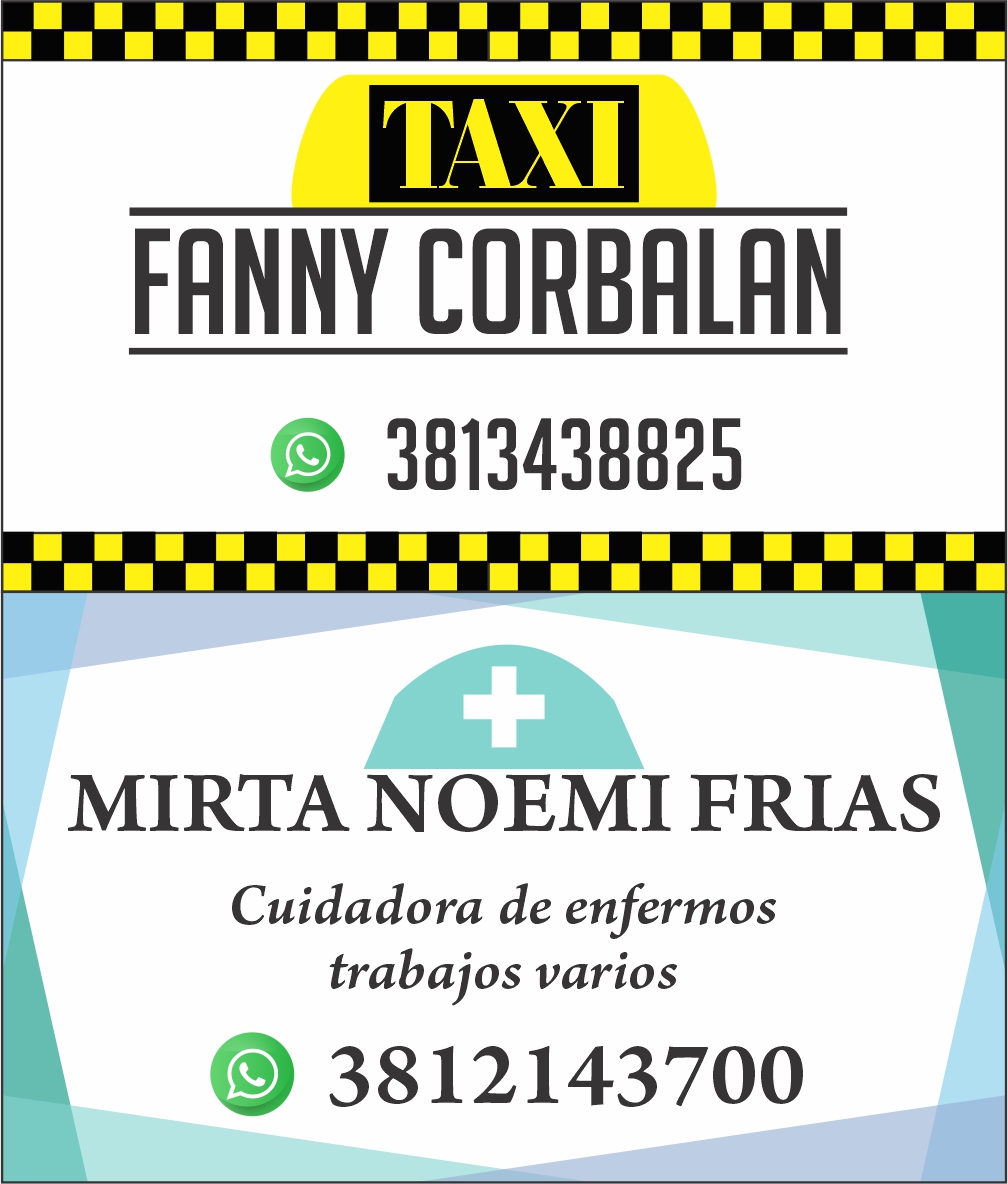 TAXI
FANNY CORBALAN
3813438825
MIRTA NOEMI FRIAS
Cuidadora de enfermos
trabajos varios
3812143700